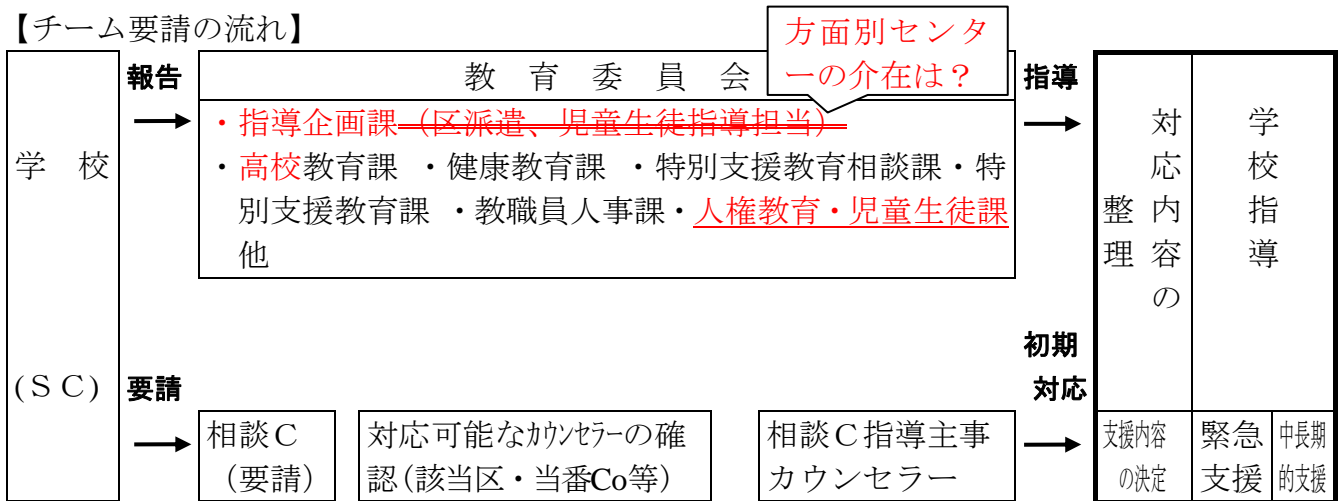 【チーム要請の流れ】
方面別センタ
ーの介在は？
報告
教育委員会
指導
・指導企画課（区派遣、児童生徒指導担当）
・高校教育課 ・健康教育課 ・特別支援教育相談課・特
別支援教育課 ・教職員人事課・人権教育・児童生徒課
他
学校
(ＳＣ)
対応内容の
整理
学校指導
初期
対応
要請
相談Ｃ
（要請）
対応可能なｶｳﾝｾﾗｰの確
認（該当区・当番Co等）
相談Ｃ指導主事
カウンセラー
支援内容
の決定
緊急
支援
中長期
的支援